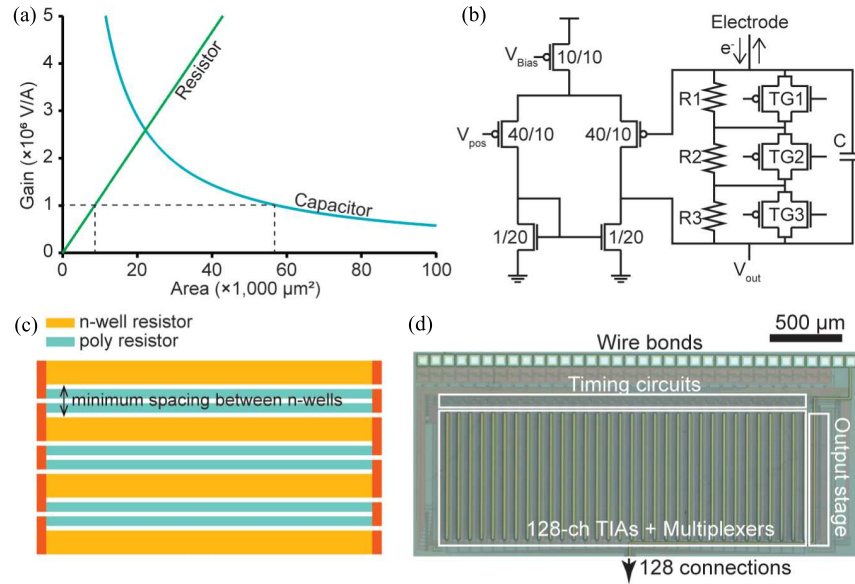 (a)
5
4
3
2
1
0
Gain (×10⁶ V/A)
Resistor
Capacitor
0
20
40
60
80
100
Area (×1,000 µm²)
(b)
V_Bias
10/10
V_pos
40/10
40/10
1/20
1/20
Electrode
e⁻
R1
TG1
R2
TG2
C
R3
TG3
V_out
(c)
n-well resistor
poly resistor
minimum spacing between n-wells
(d)
500 µm
Wire bonds
Timing circuits
Output stage
128-ch TIAs + Multiplexers
128 connections